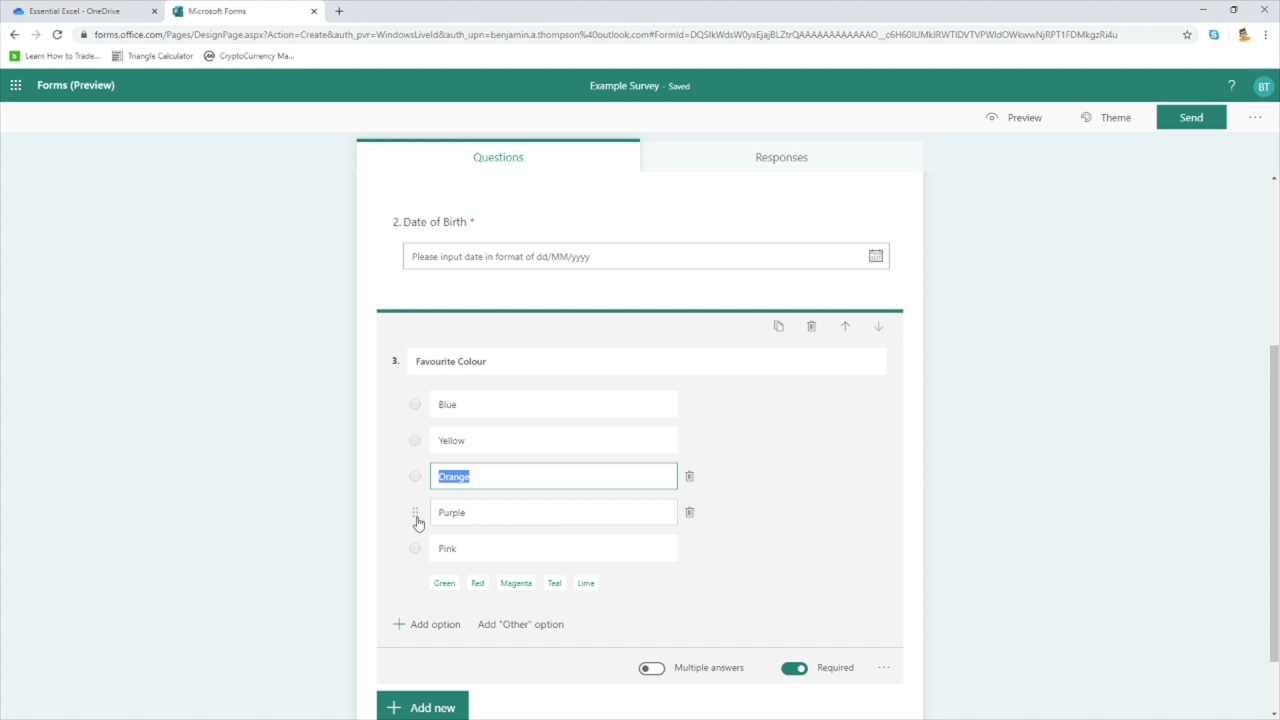 Essential Excel - OneDrive
Microsoft Forms
forms.office.com/Pages/DesignPage.aspx?Action=Create&auth_pvr=WindowsLiveId&auth_upn=benjamin.a.thompson%40outlook.com#FormId=
Learn How to Trade...
Triangle Calculator
CryptoCurrency Ma...
Forms (Preview)
Example Survey - Saved
?
BT
Preview
Theme
Send
...
Questions
Responses
2. Date of Birth *
Please input date in format of dd/MM/yyyy
3. Favourite Colour
Blue
Yellow
Orange
Purple
Pink
Green Red Magenta Teal Lime
Add option Add "Other" option
Multiple answers
Required
...
Add new